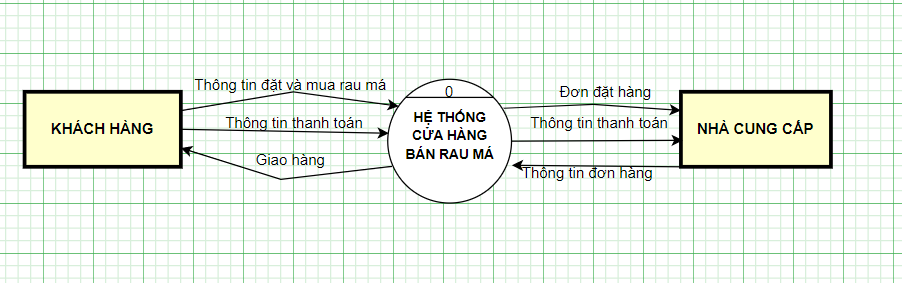 Thông tin đặt và mua rau má
0
Đơn đặt hàng
KHÁCH HÀNG
Thông tin thanh toán
HỆ THỐNG
CỬA HÀNG
BÁN RAU MÁ
Thông tin thanh toán
NHÀ CUNG CẤP
Giao hàng
Thông tin đơn hàng